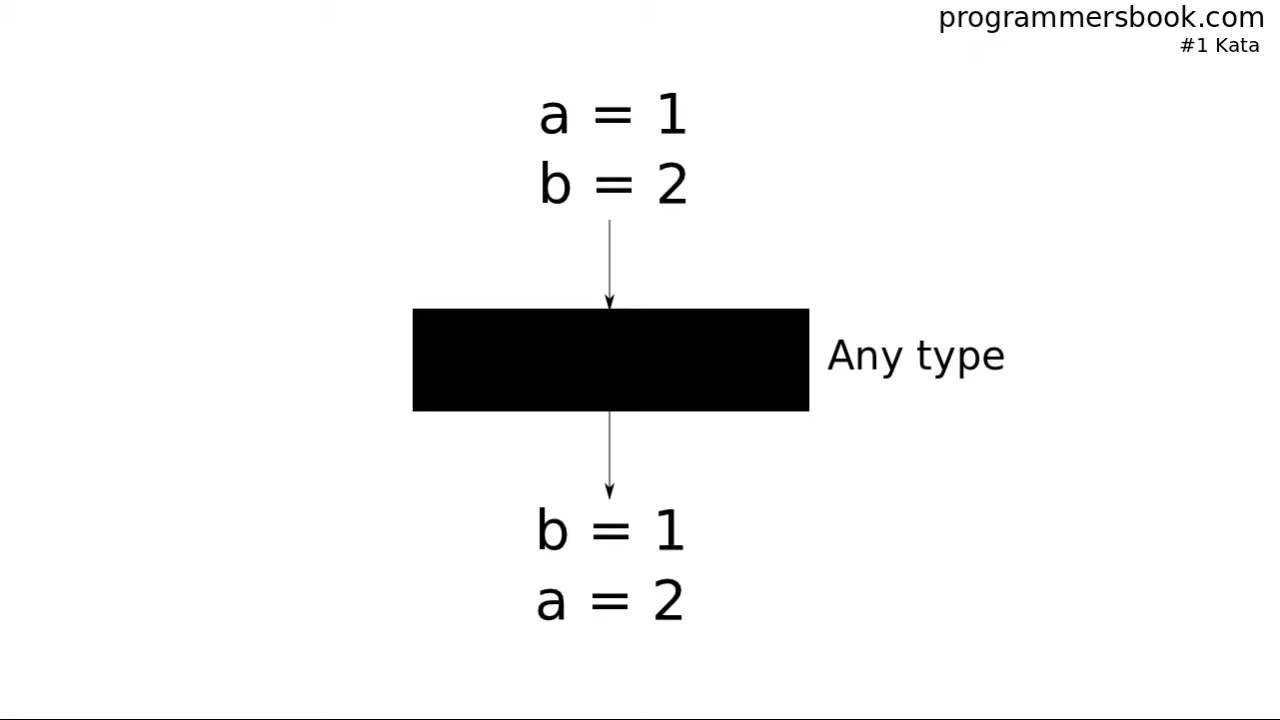 programmersbook.com
#1 Kata
a = 1
b = 2
Any type
b = 1
a = 2